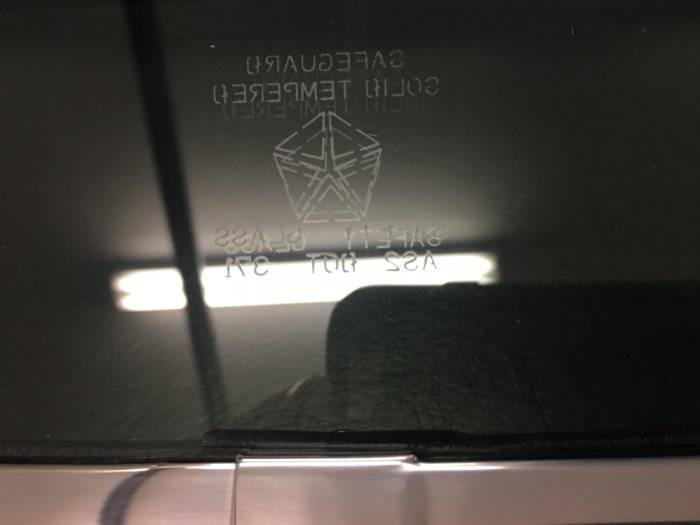 SAFEGUARD
SOLID TEMPERED
SAFETY GLASS
AS2 DOT 371